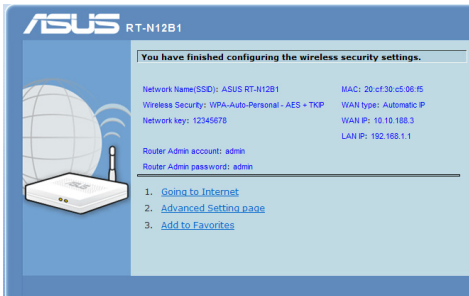 ASUS RT-N12B1
You have finished configuring the wireless security settings.
Network Name(SSID): ASUS RT-N12B1 MAC: 20:cf:30:c5:06:f5
Wireless Security: WPA-Auto-Personal - AES + TKIP WAN type: Automatic IP
Network key: 12345678 WAN IP: 10.10.188.3
LAN IP: 192.168.1.1
Router Admin account: admin
Router Admin password: admin
1. Going to Internet
2. Advanced Setting page
3. Add to Favorites